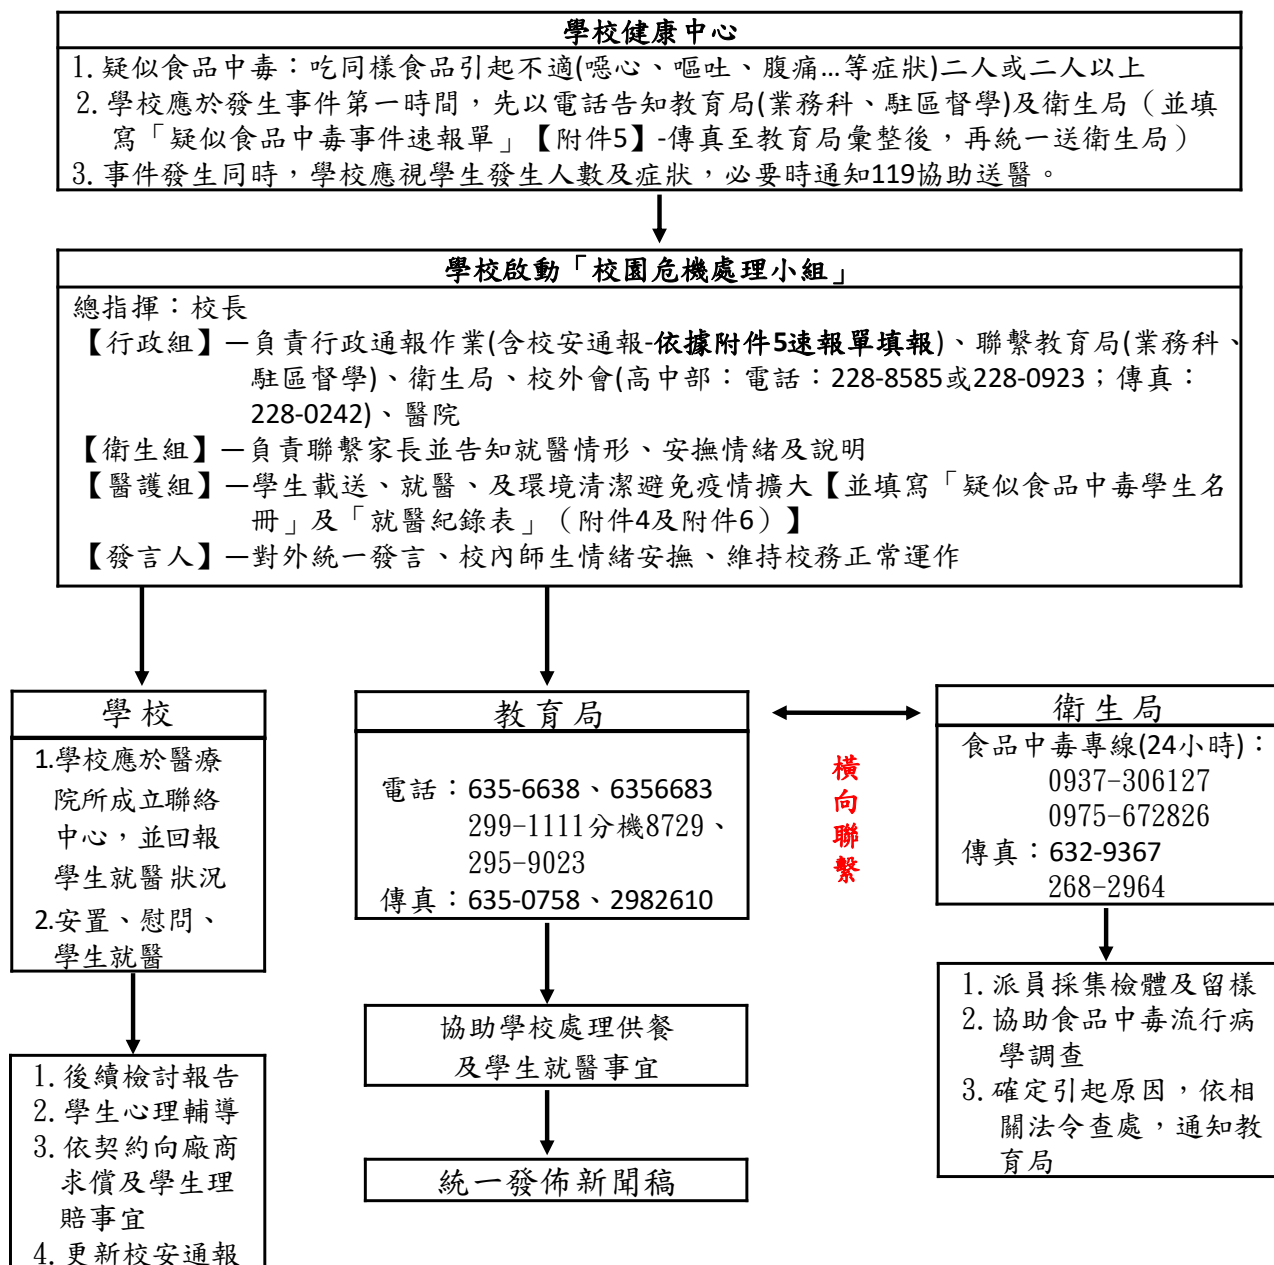 學校健康中心
1.疑似食品中毒：吃同樣食品引起不適(噁心、嘔吐、腹痛…等症狀)二人或二人以上
2.學校應於發生事件第一時間，先以電話告知教育局(業務科、駐區督學)及衛生局（並填
寫「疑似食品中毒事件速報單」【附件5】-傳真至教育局彙整後，再統一送衛生局）
3.事件發生同時，學校應視學生發生人數及症狀，必要時通知119協助送醫。
學校啟動「校園危機處理小組」
總指揮：校長
【行政組】—負責行政通報作業(含校安通報-依據附件5速報單填報)、聯繫教育局(業務科、
駐區督學)、衛生局、校外會(高中部：電話：228-8585或228-0923；傳真：
228-0242)、醫院
【衛生組】—負責聯繫家長並告知就醫情形、安撫情緒及說明
【醫護組】—學生載送、就醫、及環境清潔避免疫情擴大【並填寫「疑似食品中毒學生名
冊」及「就醫紀錄表」（附件4及附件6）】
【發言人】—對外統一發言、校內師生情緒安撫、維持校務正常運作
學校
1.學校應於醫療
院所成立聯絡
中心，並回報
學生就醫狀況
2.安置、慰問、
學生就醫
1.後續檢討報告
2.學生心理輔導
3.依契約向廠商
求償及學生理
賠事宜
4.更新校安通報
教育局
電話：635-6638、6356683
299-1111分機8729、
295-9023
傳真：635-0758、2982610
協助學校處理供餐
及學生就醫事宜
統一發佈新聞稿
橫向聯繫
衛生局
食品中毒專線(24小時)：
0937-306127
0975-672826
傳真：632-9367
268-2964
1.派員採集檢體及留樣
2.協助食品中毒流行病
學調查
3.確定引起原因，依相
關法令查處，通知教
育局